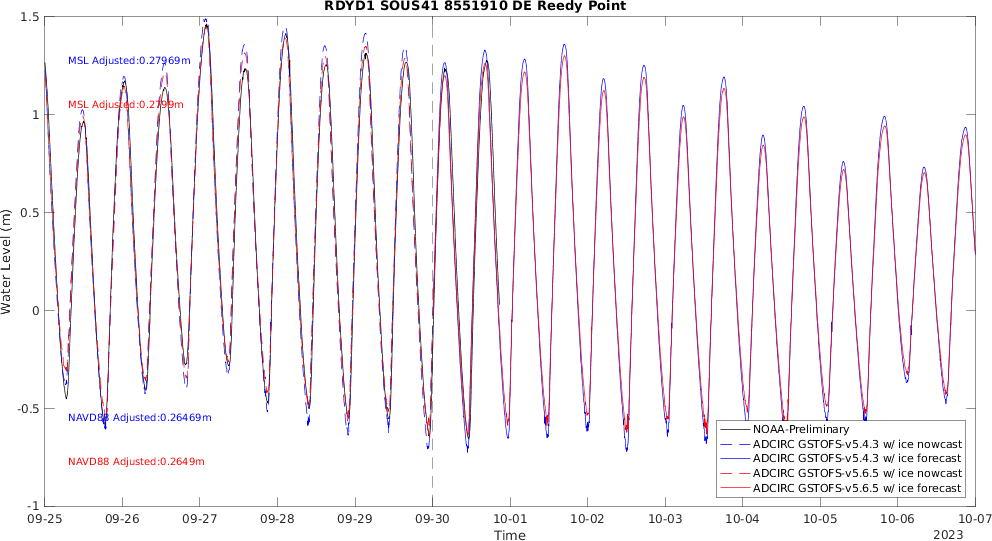 RDYD1 SOUS41 8551910 DE Reedy Point
1.5
1
0.5
0
-0.5
-1
Water Level (m)
MSL Adjusted:0.27969m
MSL Adjusted:0.2799m
NAVD88 Adjusted:0.26469m
NAVD88 Adjusted:0.2649m
NOAA-Preliminary
ADCIRC GSTOFS-v5.4.3 w/ ice nowcast
ADCIRC GSTOFS-v5.4.3 w/ ice forecast
ADCIRC GSTOFS-v5.6.5 w/ ice nowcast
ADCIRC GSTOFS-v5.6.5 w/ ice forecast
09-25 09-26 09-27 09-28 09-29 09-30 10-01 10-02 10-03 10-04 10-05 10-06 10-07
Time
2023